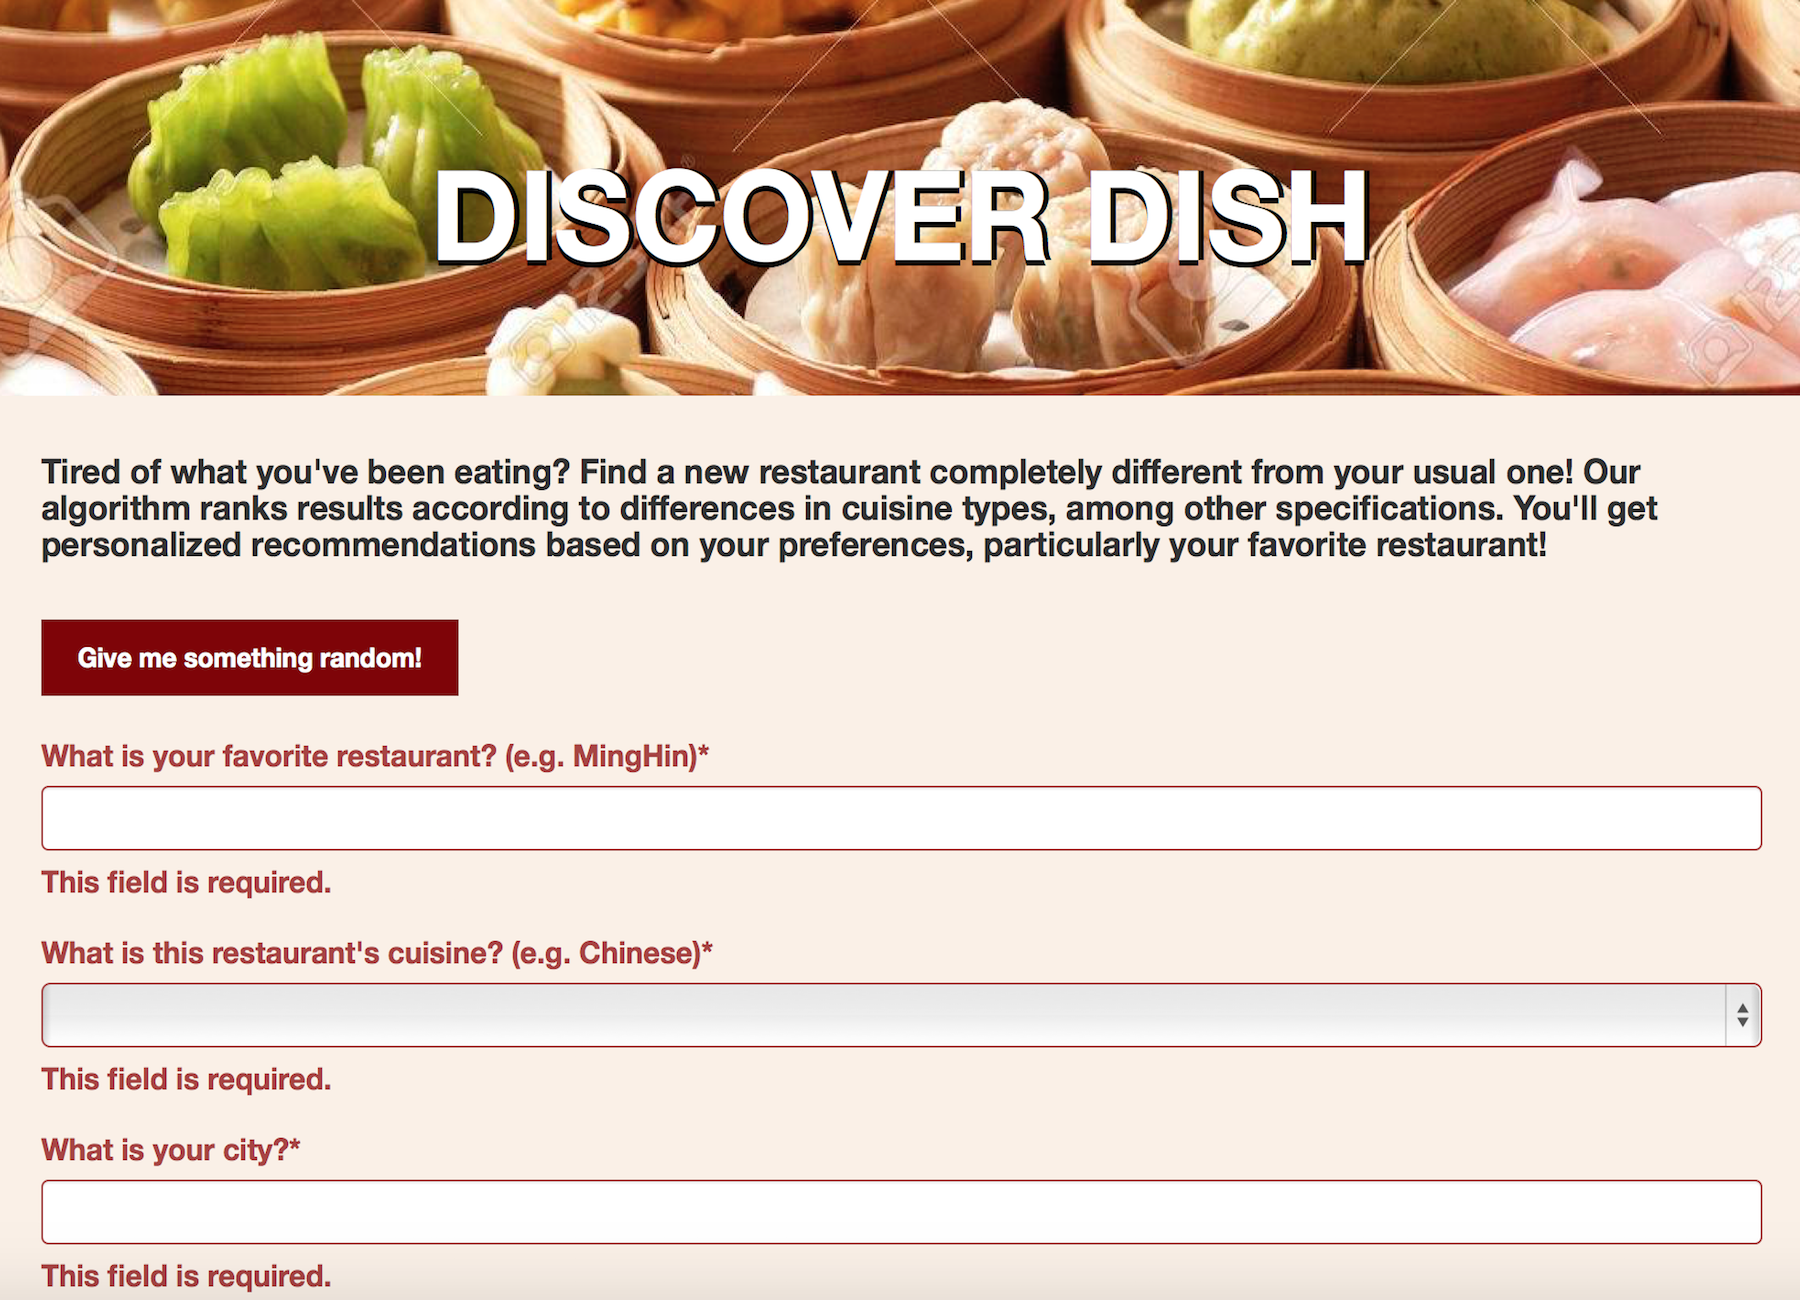 DISCOVER DISH
Tired of what you've been eating? Find a new restaurant completely different from your usual one! Our
algorithm ranks results according to differences in cuisine types, among other specifications. You'll get
personalized recommendations based on your preferences, particularly your favorite restaurant!
Give me something random!
What is your favorite restaurant? (e.g. MingHin)*
This field is required.
What is this restaurant's cuisine? (e.g. Chinese)*
This field is required.
What is your city?*
This field is required.